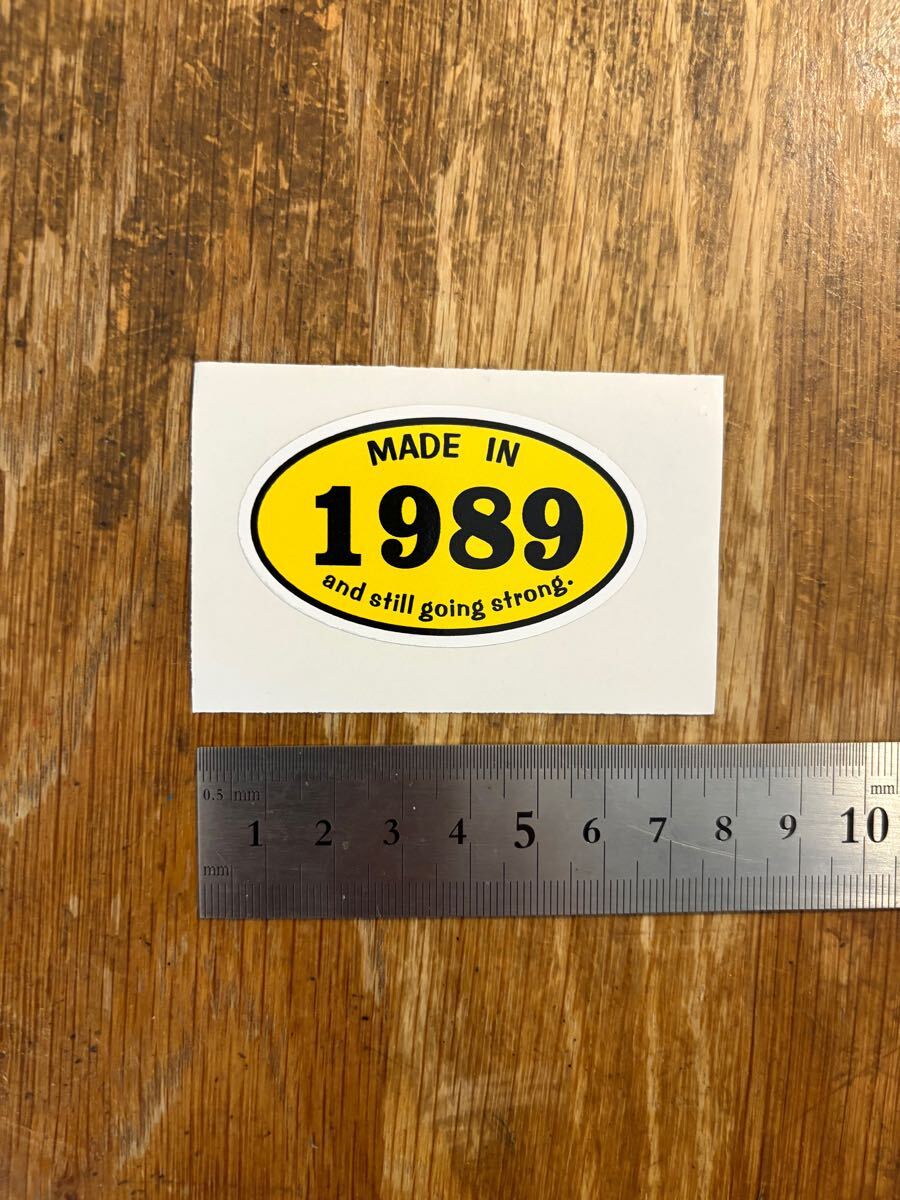 MADE IN
1989
and still going strong.
0.5 mm
mm
1 2 3 4 5 6 7 8 9 10
mm